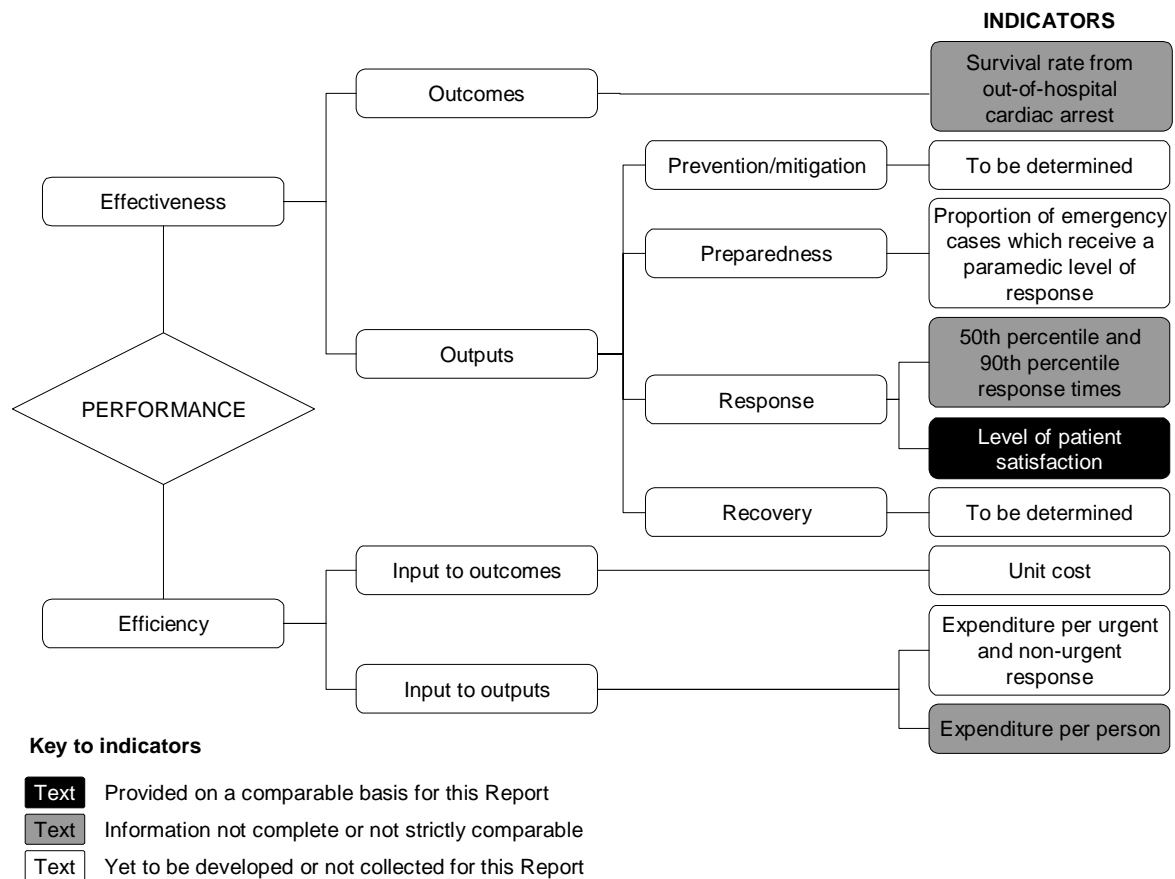 INDICATORS
Survival rate from
out-of-hospital
cardiac arrest
Outcomes
Prevention/mitigation
To be determined
Effectiveness
Proportion of emergency
cases which receive a
paramedic level of
response
Preparedness
50th percentile and
90th percentile
response times
Outputs
Response
PERFORMANCE
Level of patient
satisfaction
Recovery
To be determined
Input to outcomes
Unit cost
Efficiency
Expenditure per urgent
and non-urgent
response
Input to outputs
Expenditure per person
Key to indicators
Text Provided on a comparable basis for this Report
Text Information not complete or not strictly comparable
Text Yet to be developed or not collected for this Report